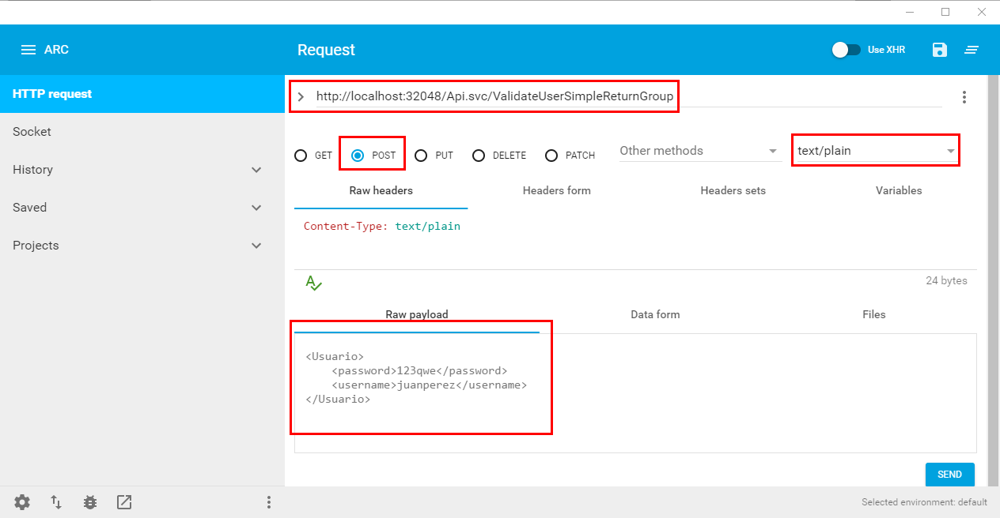 ARC
Request
Use XHR
HTTP request
http://localhost:32048/Api.svc/ValidateUserSimpleReturnGroup
Socket
History
Saved
Projects
GET POST PUT DELETE PATCH Other methods text/plain
Raw headers Headers form Headers sets Variables
Content-Type: text/plain
24 bytes
Raw payload Data form Files
<Usuario>
    <password>123qwe</password>
    <username>juanperez</username>
</Usuario>
SEND
Selected environment: default